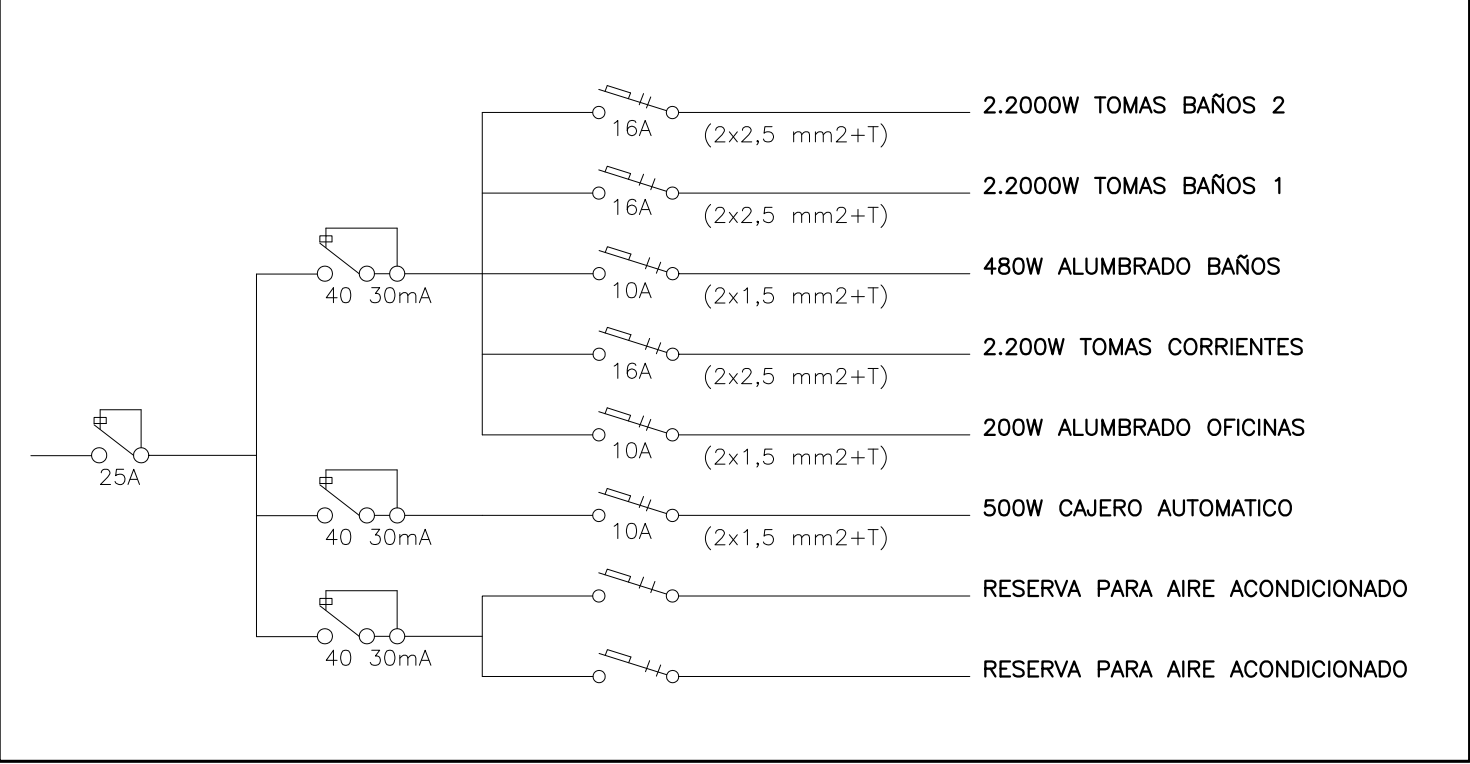 2.2000W TOMAS BAÑOS 2
16A
(2x2,5 mm2+T)
2.2000W TOMAS BAÑOS 1
16A
(2x2,5 mm2+T)
480W ALUMBRADO BAÑOS
40 30mA
10A
(2x1,5 mm2+T)
2.200W TOMAS CORRIENTES
16A
(2x2,5 mm2+T)
200W ALUMBRADO OFICINAS
10A
(2x1,5 mm2+T)
25A
500W CAJERO AUTOMATICO
40 30mA
10A
(2x1,5 mm2+T)
RESERVA PARA AIRE ACONDICIONADO
40 30mA
RESERVA PARA AIRE ACONDICIONADO